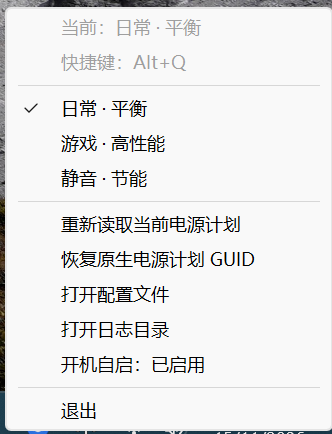 当前：日常 · 平衡
快捷键：Alt+Q
日常 · 平衡
游戏 · 高性能
静音 · 节能
重新读取当前电源计划
恢复原生电源计划 GUID
打开配置文件
打开日志目录
开机自启：已启用
退出